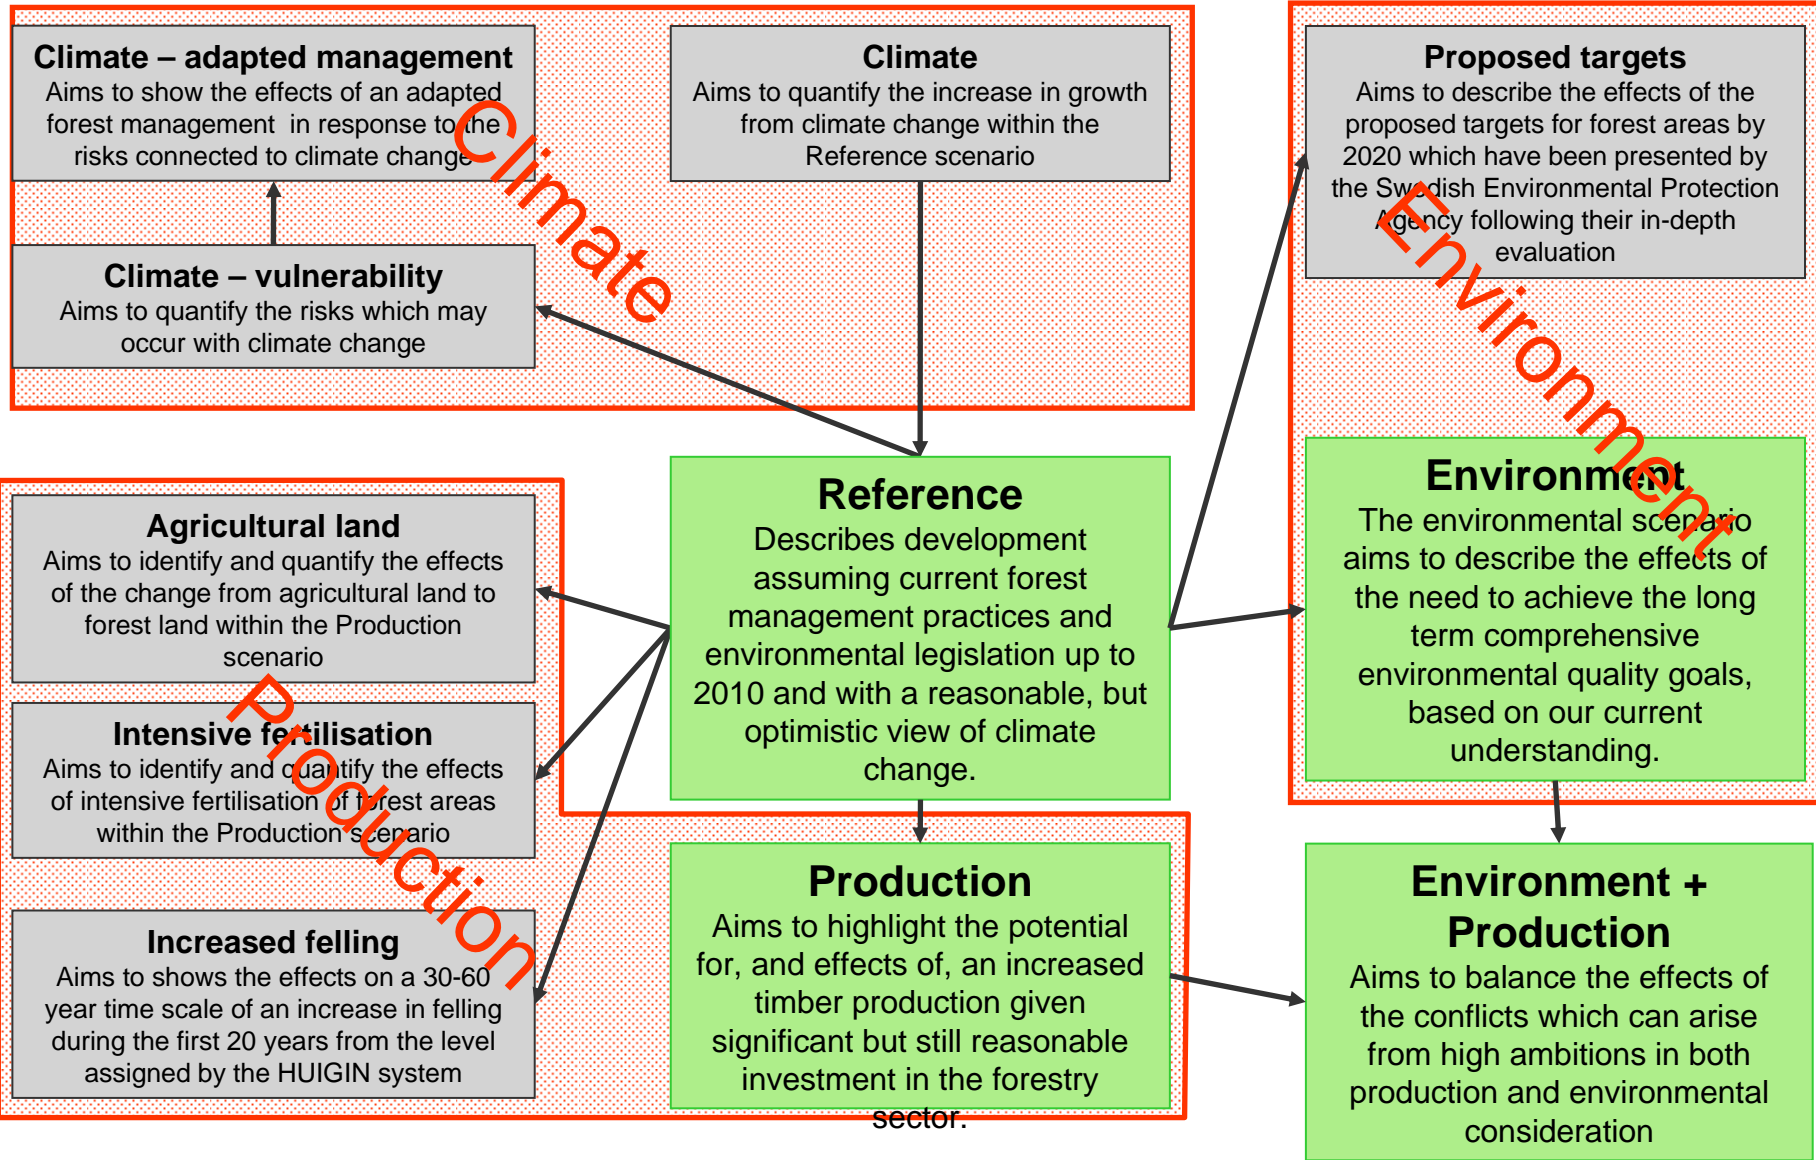 Climate – adapted management
Aims to show the effects of an adapted
forest management  in response to the
risks connected to climate change
Climate
Aims to quantify the increase in growth
from climate change within the
Reference scenario
Climate – vulnerability
Aims to quantify the risks which may
occur with climate change
Climate
Proposed targets
Aims to describe the effects of the
proposed targets for forest areas by
2020 which have been presented by
the Swedish Environmental Protection
Agency following their in-depth
evaluation
Environment
Environment
The environmental scenario
aims to describe the effects of
the need to achieve the long
term comprehensive
environmental quality goals,
based on our current
understanding.
Reference
Describes development
assuming current forest
management practices and
environmental legislation up to
2010 and with a reasonable, but
optimistic view of climate
change.
Agricultural land
Aims to identify and quantify the effects
of the change from agricultural land to
forest land within the Production
scenario
Intensive fertilisation
Aims to identify and quantify the effects
of intensive fertilisation of forest areas
within the Production scenario
Increased felling
Aims to shows the effects on a 30-60
year time scale of an increase in felling
during the first 20 years from the level
assigned by the HUIGIN system
Production
Production
Aims to highlight the potential
for, and effects of, an increased
timber production given
significant but still reasonable
investment in the forestry
sector.
Environment +
Production
Aims to balance the effects of
the conflicts which can arise
from high ambitions in both
production and environmental
consideration